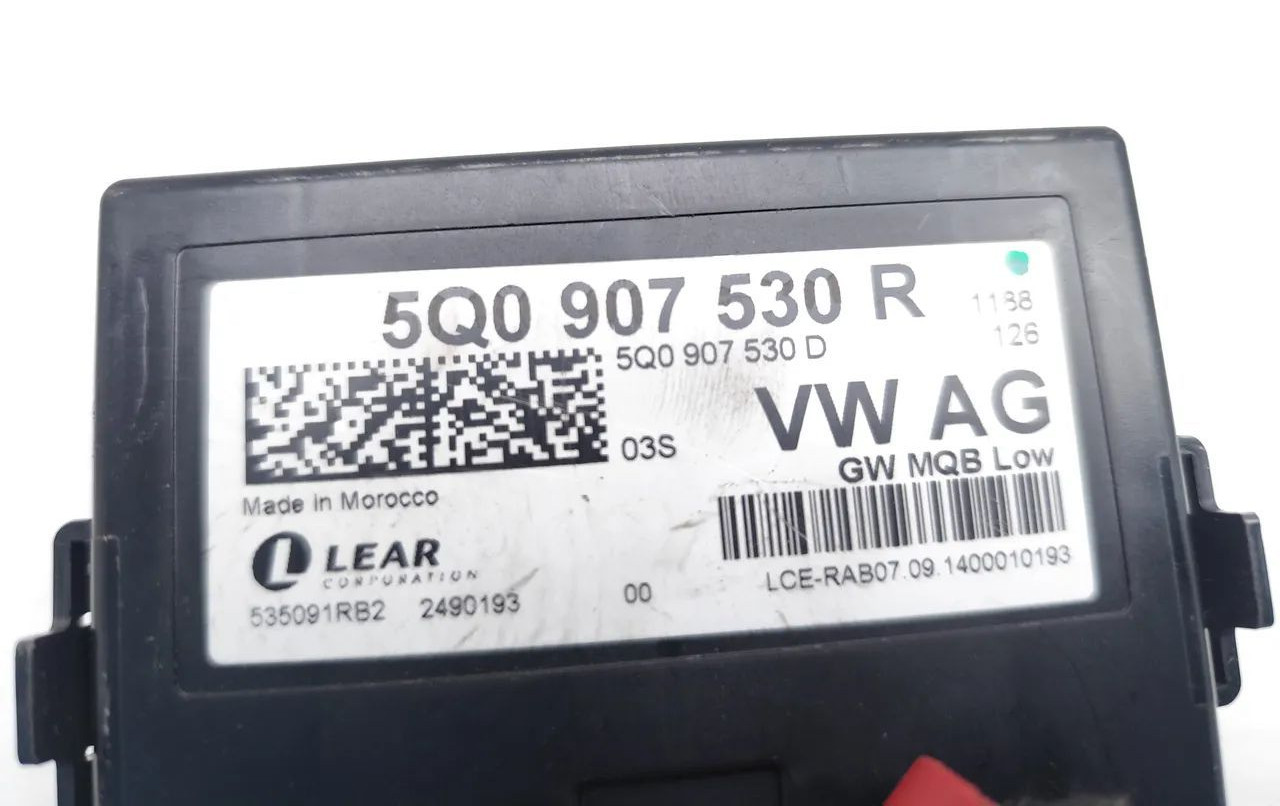 5Q0 907 530 R
1188
126
5Q0 907 530 D
VW AG
03S
GW MQB Low
Made in Morocco
LEAR
CORPORATION
LCE-RAB07.09.1400010193
535091RB2 2490193 00